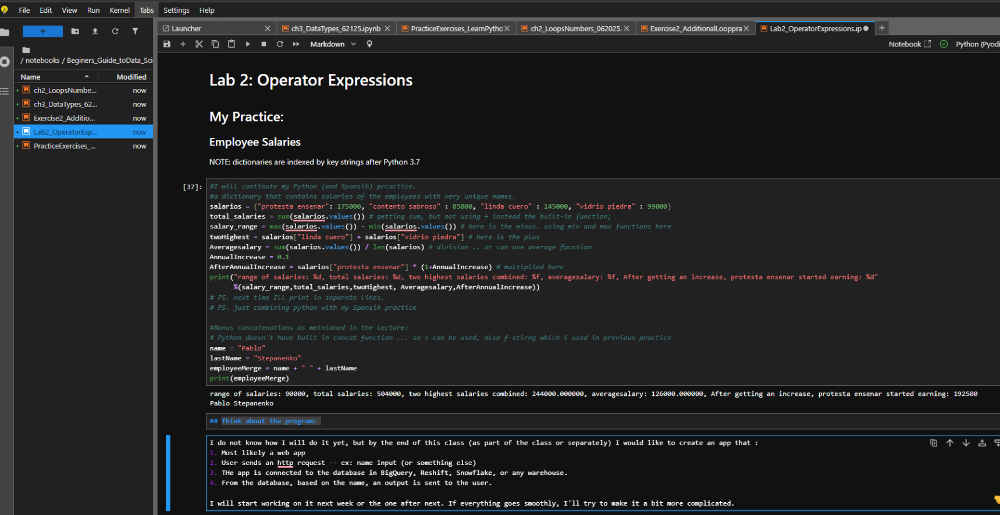 File Edit View Run Kernel Tabs Settings Help
Launcher
ch3_DataTypes_62125.ipynb
PracticeExercises_LearnPytho
ch2_LoopsNumbers_062025.
Exercise2_AdditionalLooppra
Lab2_OperatorExpressions.ip
Markdown
Notebook
Python (Pyodi
/ notebooks / Beginers_Guide_toData_Sci
Name Modified
ch2_LoopsNumbe... now
ch3_DataTypes_62... now
Exercise2_Additio... now
Lab2_OperatorExp... now
PracticeExercises_... now
Lab 2: Operator Expressions
My Practice:
Employee Salaries
NOTE: dictionaries are indexed by key strings after Python 3.7
[37]:
#I will continute my Python (and Spansih) prcactice.
#a dictionary that contains salaries of the employees with very unique names.
salarios = {"protesta ensenar": 175000, "contento sabroso" : 85000, "linda cuero" : 145000, "vidrio piedra" : 99000}
total_salaries = sum(salarios.values()) # getting sum, but not using + instead the built-in function;
salary_range = max(salarios.values()) - min(salarios.values()) # here is the minus. using min and max functions here
twoHighest = salarios["linda cuero"] + salarios["vidrio piedra"] # here is the plus
Averagesalary = sum(salarios.values()) / len(salarios) # division .. or can use average fucntion
AnnualIncrease = 0.1
AfterAnnualIncrease = salarios["protesta ensenar"] * (1+AnnualIncrease) # multiplied here
print("range of salaries: %d, total salaries: %d, two highest salaries combined: %f, averagesalary: %f, After getting an increase, protesta ensenar started earning: %d"
%(salary_range,total_salaries,twoHighest, Averagesalary,AfterAnnualIncrease))
# PS. next time Ill print in separate lines.
# PS. just combining python with my Spansih practice
#Bonus concatenations as metnioned in the lecture:
# Python doesn't have built in concat function ... so + can be used, also f-stirng which i used in previous practice
name = "Pablo"
lastName = "Stepanenko"
employeeMerge = name + " " + lastName
print(employeeMerge)
range of salaries: 90000, total salaries: 504000, two highest salaries combined: 244000.000000, averagesalary: 126000.000000, After getting an increase, protesta ensenar started earning: 192500
Pablo Stepanenko
## Think about the program:
I do not know how I will do it yet, but by the end of this class (as part of the class or separately) I would like to create an app that :
1. Most likely a web app
2. User sends an http request -- ex: name input (or something else)
3. THe app is connected to the database in BigQuery, Reshift, Snowflake, or any warehouse.
4. From the database, based on the name, an output is sent to the user.
I will start working on it next week or the one after next. If everything goes smoothly, I'll try to make it a bit more complicated.